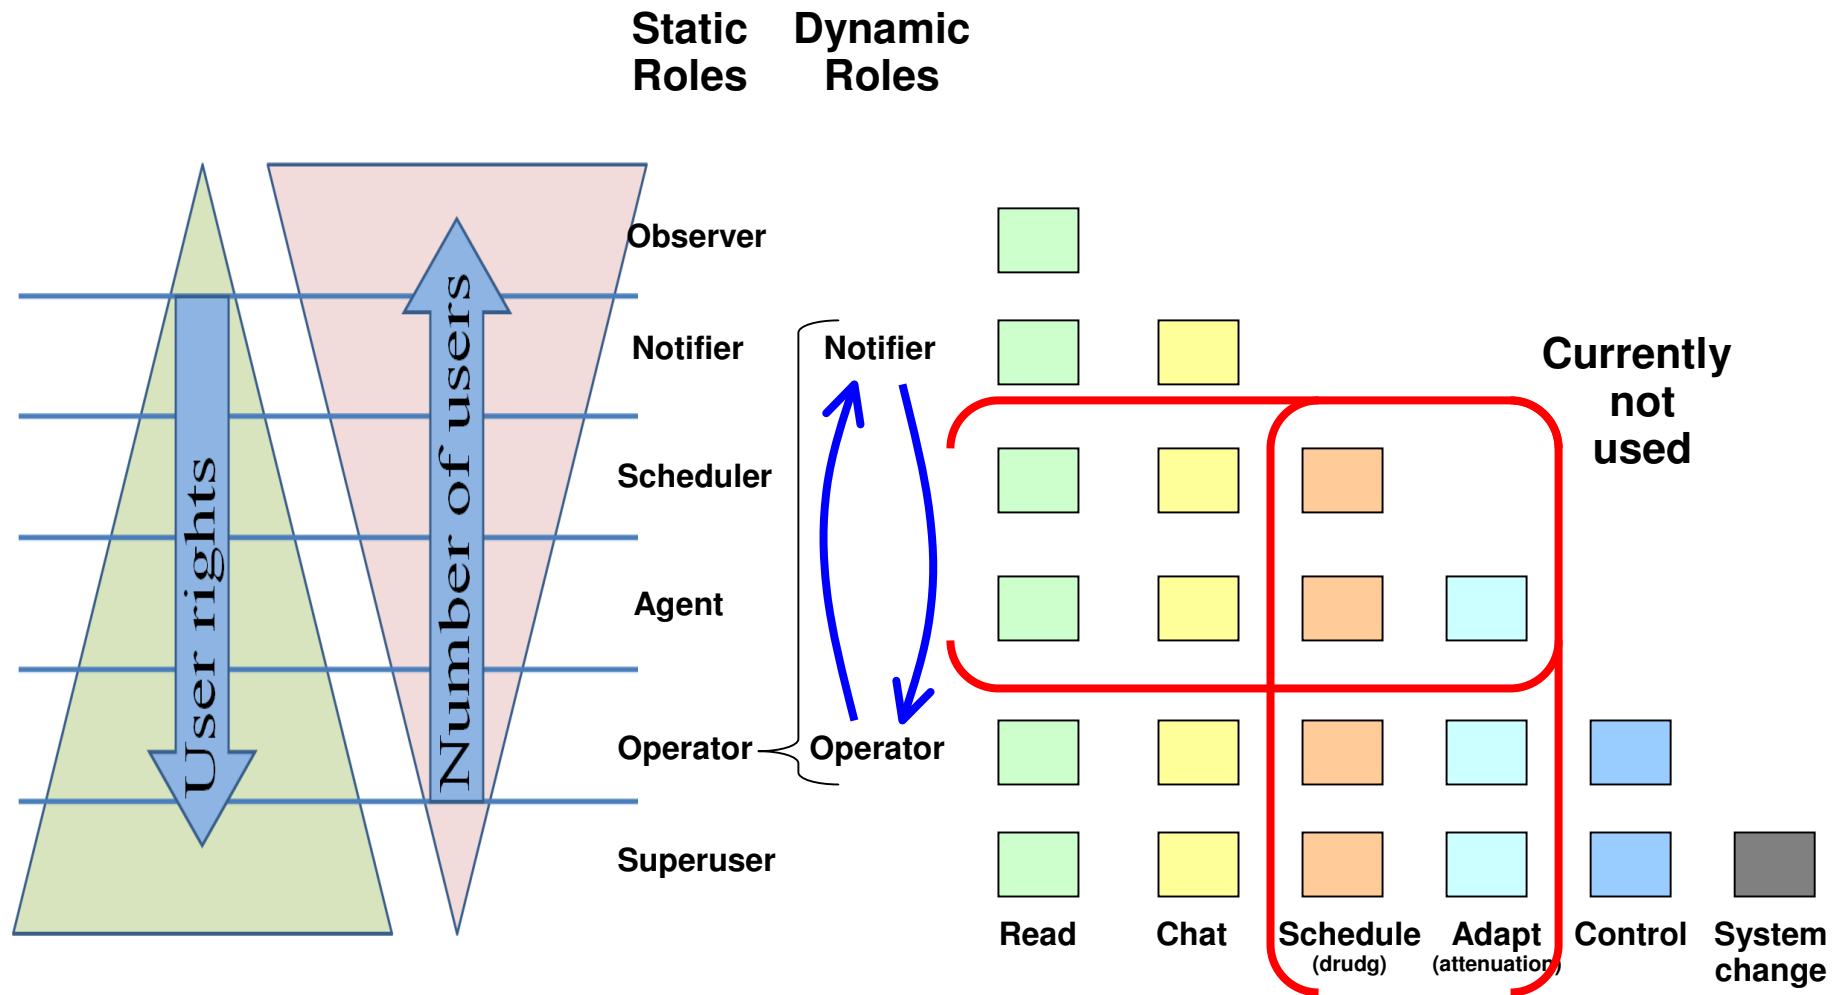 Static
Roles
Dynamic
Roles
Observer
Notifier
Notifier
Currently
not
used
Scheduler
Agent
Operator
Operator
Superuser
User rights
Number of users
Read
Chat
Schedule
(drudg)
Adapt
(attenuation)
Control
System
change